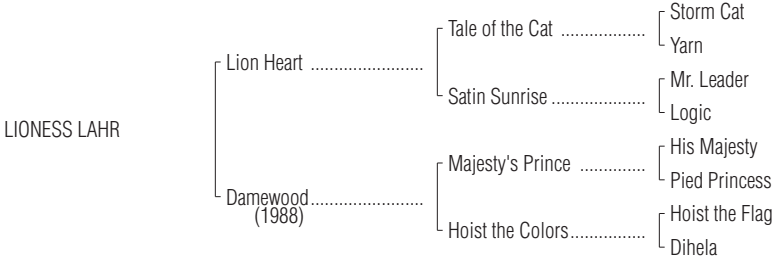 Storm Cat
Tale of the Cat ..................
Yarn
Lion Heart ........................
Mr. Leader
Satin Sunrise ....................
Logic
LIONESS LAHR
His Majesty
Majesty's Prince ..............
Pied Princess
Damewood........................
(1988)
Hoist the Flag
Hoist the Colors................
Dihela